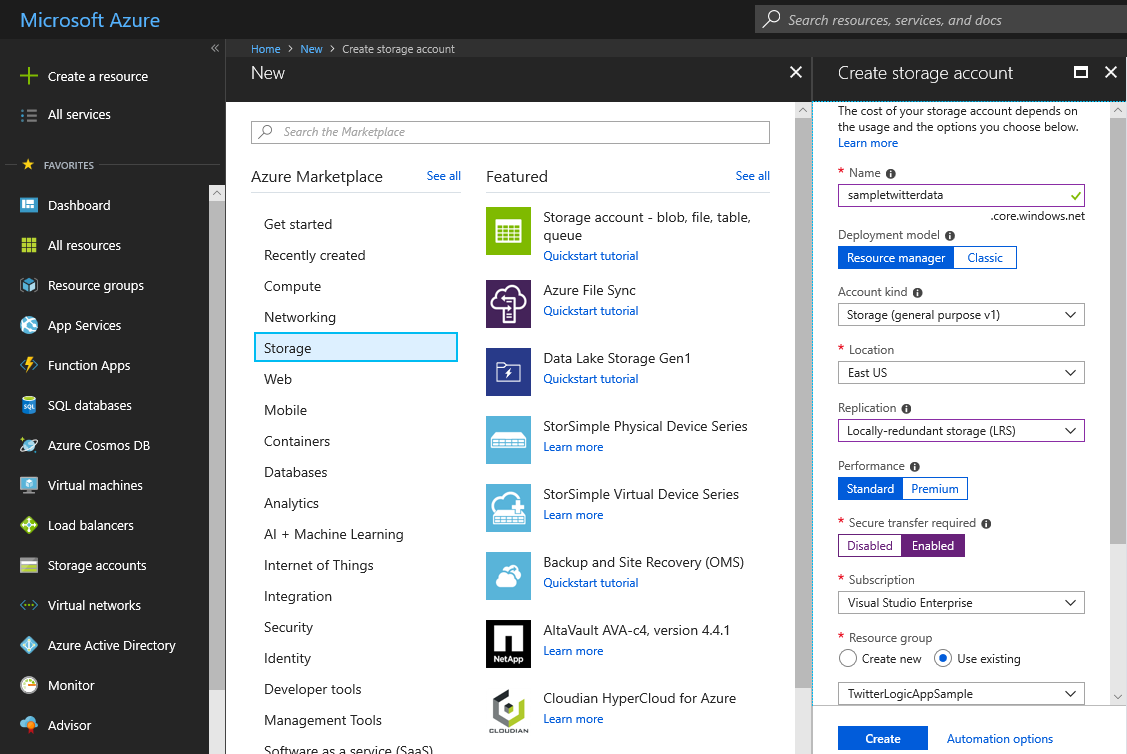 Microsoft Azure
Search resources, services, and docs
Create a resource
All services
FAVORITES
Dashboard
All resources
Resource groups
App Services
Function Apps
SQL databases
Azure Cosmos DB
Virtual machines
Load balancers
Storage accounts
Virtual networks
Azure Active Directory
Monitor
Advisor
Home > New > Create storage account
New
Search the Marketplace
Azure Marketplace
See all
Get started
Recently created
Compute
Networking
Storage
Web
Mobile
Containers
Databases
Analytics
AI + Machine Learning
Internet of Things
Integration
Security
Identity
Developer tools
Management Tools
Software as a service (SaaS)
Featured
See all
Storage account - blob, file, table,
queue
Quickstart tutorial
Azure File Sync
Quickstart tutorial
Data Lake Storage Gen1
Quickstart tutorial
StorSimple Physical Device Series
Learn more
StorSimple Virtual Device Series
Learn more
Backup and Site Recovery (OMS)
Quickstart tutorial
NetApp
AltaVault AVA-c4, version 4.4.1
Learn more
CLOUDIAN
Cloudian HyperCloud for Azure
Learn more
Create storage account
The cost of your storage account depends on
the usage and the options you choose below.
Learn more
* Name
sampletwitterdata
.core.windows.net
Deployment model
Resource manager Classic
Account kind
Storage (general purpose v1)
* Location
East US
Replication
Locally-redundant storage (LRS)
Performance
Standard Premium
* Secure transfer required
Disabled Enabled
* Subscription
Visual Studio Enterprise
* Resource group
Create new Use existing
TwitterLogicAppSample
Create Automation options